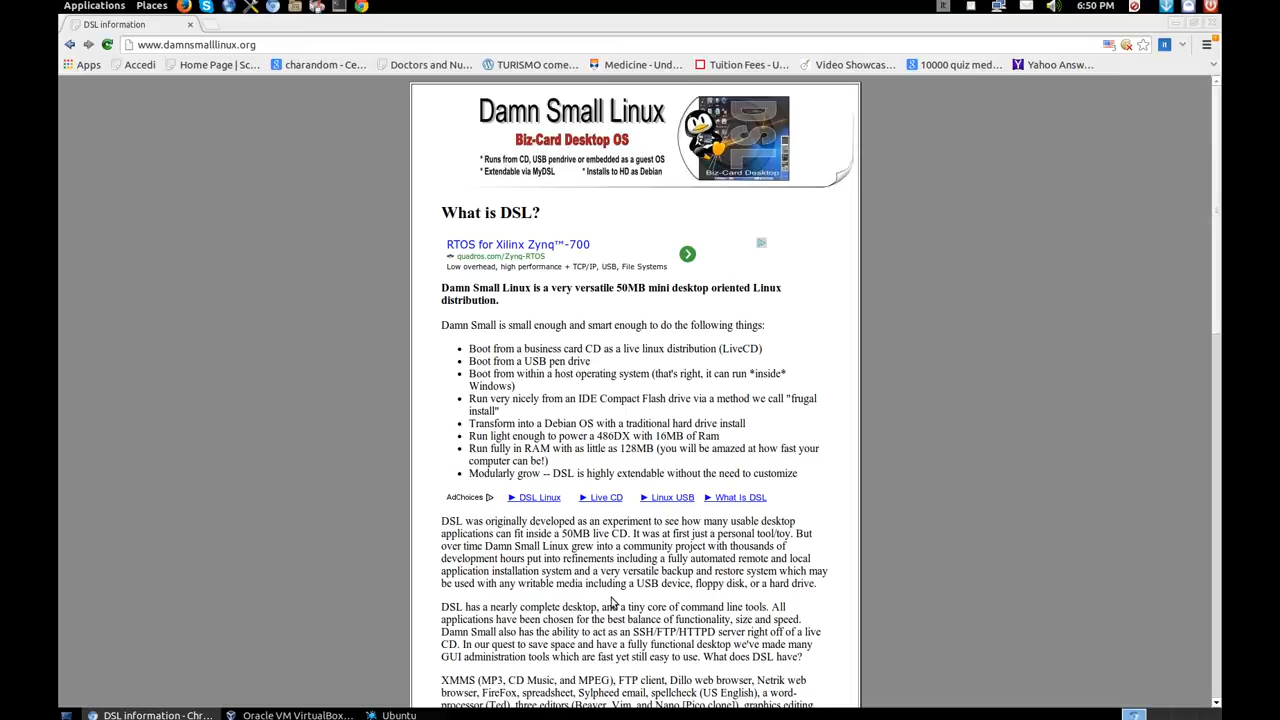 Applications Places
It 6:50 PM
DSL information
www.damnsmalllinux.org
Apps Accedi Home Page | Sc... charandom - Ce... Doctors and Nu... TURISMO come... Medicine - Und... Tuition Fees - U... Video Showcas... 10000 quiz med... Yahoo Answ...
Damn Small Linux
Biz-Card Desktop OS
* Runs from CD, USB pendrive or embedded as a guest OS
* Extendable via MyDSL * Installs to HD as Debian
DSL
Biz-Card Desktop
What is DSL?
RTOS for Xilinx Zynq™-700
quadros.com/Zynq-RTOS
Low overhead, high performance + TCP/IP, USB, File Systems
Damn Small Linux is a very versatile 50MB mini desktop oriented Linux
distribution.
Damn Small is small enough and smart enough to do the following things:
• Boot from a business card CD as a live linux distribution (LiveCD)
• Boot from a USB pen drive
• Boot from within a host operating system (that's right, it can run *inside*
Windows)
• Run very nicely from an IDE Compact Flash drive via a method we call "frugal
install"
• Transform into a Debian OS with a traditional hard drive install
• Run light enough to power a 486DX with 16MB of Ram
• Run fully in RAM with as little as 128MB (you will be amazed at how fast your
computer can be!)
• Modularly grow -- DSL is highly extendable without the need to customize
AdChoices ► DSL Linux ► Live CD ► Linux USB ► What Is DSL
DSL was originally developed as an experiment to see how many usable desktop
applications can fit inside a 50MB live CD. It was at first just a personal tool/toy. But
over time Damn Small Linux grew into a community project with thousands of
development hours put into refinements including a fully automated remote and local
application installation system and a very versatile backup and restore system which may
be used with any writable media including a USB device, floppy disk, or a hard drive.
DSL has a nearly complete desktop, and a tiny core of command line tools. All
applications have been chosen for the best balance of functionality, size and speed.
Damn Small also has the ability to act as an SSH/FTP/HTTPD server right off of a live
CD. In our quest to save space and have a fully functional desktop we've made many
GUI administration tools which are fast yet still easy to use. What does DSL have?
XMMS (MP3, CD Music, and MPEG), FTP client, Dillo web browser, Netrik web
browser, FireFox, spreadsheet, Sylpheed email, spellcheck (US English), a word-
processor (Ted), three editors (Beaver, Vim, and Nano [Pico clone]), graphics editing
DSL information - Chr... Oracle VM VirtualBox... Ubuntu